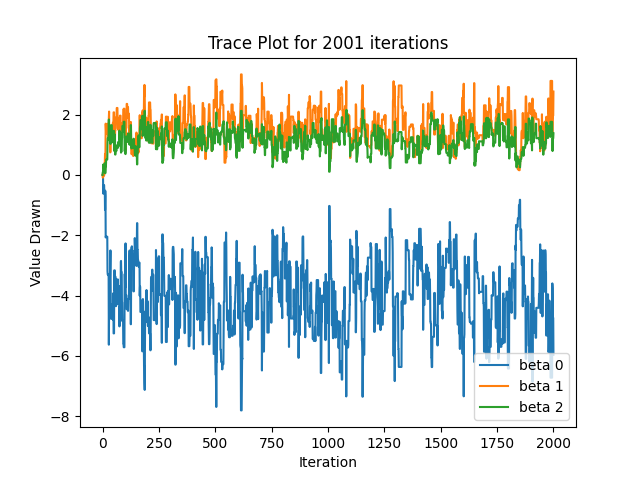 Trace Plot for 2001 iterations
Value Drawn
2
0
−2
−4
−6
−8
0
250
500
750
1000
1250
1500
1750
2000
Iteration
beta 0
beta 1
beta 2